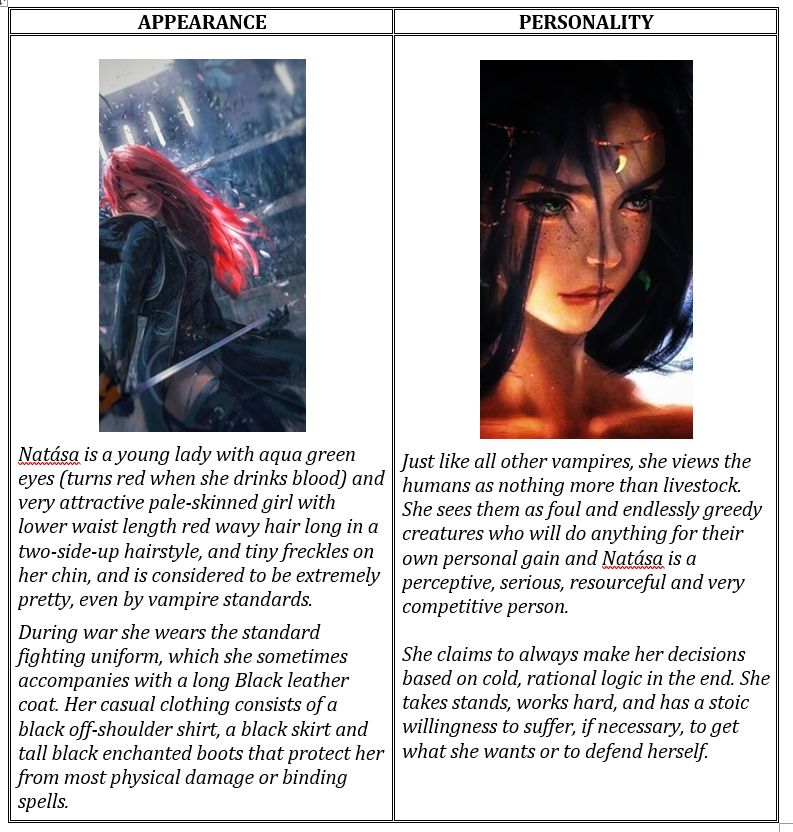 APPEARANCE
PERSONALITY
Natása is a young lady with aqua green
eyes (turns red when she drinks blood) and
very attractive pale-skinned girl with
lower waist length red wavy hair long in a
two-side-up hairstyle, and tiny freckles on
her chin, and is considered to be extremely
pretty, even by vampire standards.
During war she wears the standard
fighting uniform, which she sometimes
accompanies with a long Black leather
coat. Her casual clothing consists of a
black off-shoulder shirt, a black skirt and
tall black enchanted boots that protect her
from most physical damage or binding
spells.
Just like all other vampires, she views the
humans as nothing more than livestock.
She sees them as foul and endlessly greedy
creatures who will do anything for their
own personal gain and Natása is a
perceptive, serious, resourceful and very
competitive person.
She claims to always make her decisions
based on cold, rational logic in the end. She
takes stands, works hard, and has a stoic
willingness to suffer, if necessary, to get
what she wants or to defend herself.